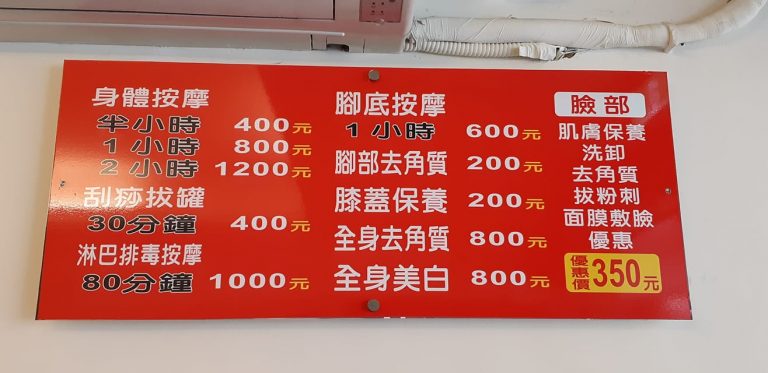 身體按摩
半小時 400元
1小時 800元
2小時 1200元
刮痧拔罐
30分鐘 400元
淋巴排毒按摩
80分鐘 1000元
腳底按摩
1小時 600元
腳部去角質 200元
膝蓋保養 200元
全身去角質 800元
全身美白 800元
臉部
肌膚保養
洗卸
去角質
拔粉刺
面膜敷臉
優惠
優惠價350元